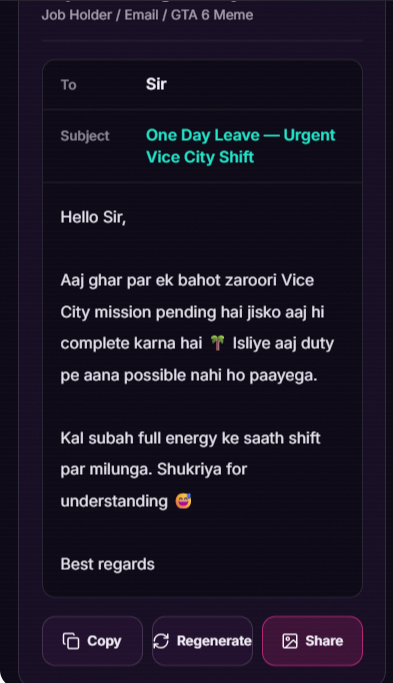 Job Holder / Email / GTA 6 Meme
To Sir
Subject One Day Leave — Urgent
Vice City Shift
Hello Sir,
Aaj ghar par ek bahot zaroori Vice
City mission pending hai jisko aaj hi
complete karna hai 🌴 Isliye aaj duty
pe aana possible nahi ho paayega.
Kal subah full energy ke saath shift
par milunga. Shukriya for
understanding 😅
Best regards
Copy Regenerate Share